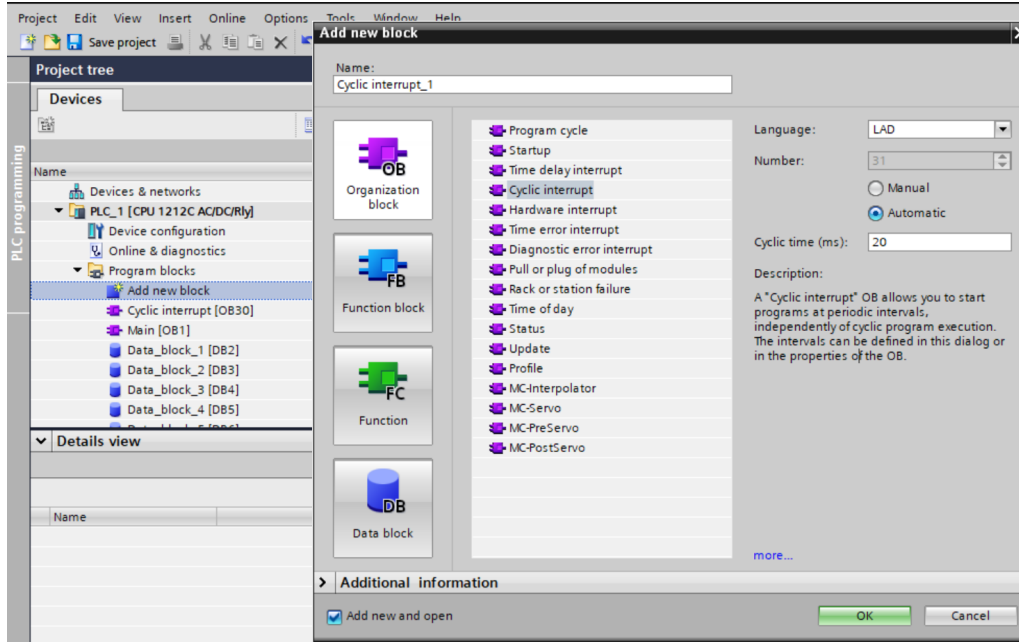 Project Edit View Insert Online Options Tools Window Help
Save project
Add new block
Project tree
Devices
PLC programming
Name
Devices & networks
PLC_1 [CPU 1212C AC/DC/Rly]
Device configuration
Online & diagnostics
Program blocks
Add new block
Cyclic interrupt [OB30]
Main [OB1]
Data_block_1 [DB2]
Data_block_2 [DB3]
Data_block_3 [DB4]
Data_block_4 [DB5]
Details view
Name
Name:
Cyclic interrupt_1
OB
Organization
block
FB
Function block
FC
Function
DB
Data block
Program cycle
Startup
Time delay interrupt
Cyclic interrupt
Hardware interrupt
Time error interrupt
Diagnostic error interrupt
Pull or plug of modules
Rack or station failure
Time of day
Status
Update
Profile
MC-Interpolator
MC-Servo
MC-PreServo
MC-PostServo
Language: LAD
Number: 31
Manual
Automatic
Cyclic time (ms): 20
Description:
A "Cyclic interrupt" OB allows you to start
programs at periodic intervals,
independently of cyclic program execution.
The intervals can be defined in this dialog or
in the properties of the OB.
more...
Additional information
Add new and open
OK Cancel